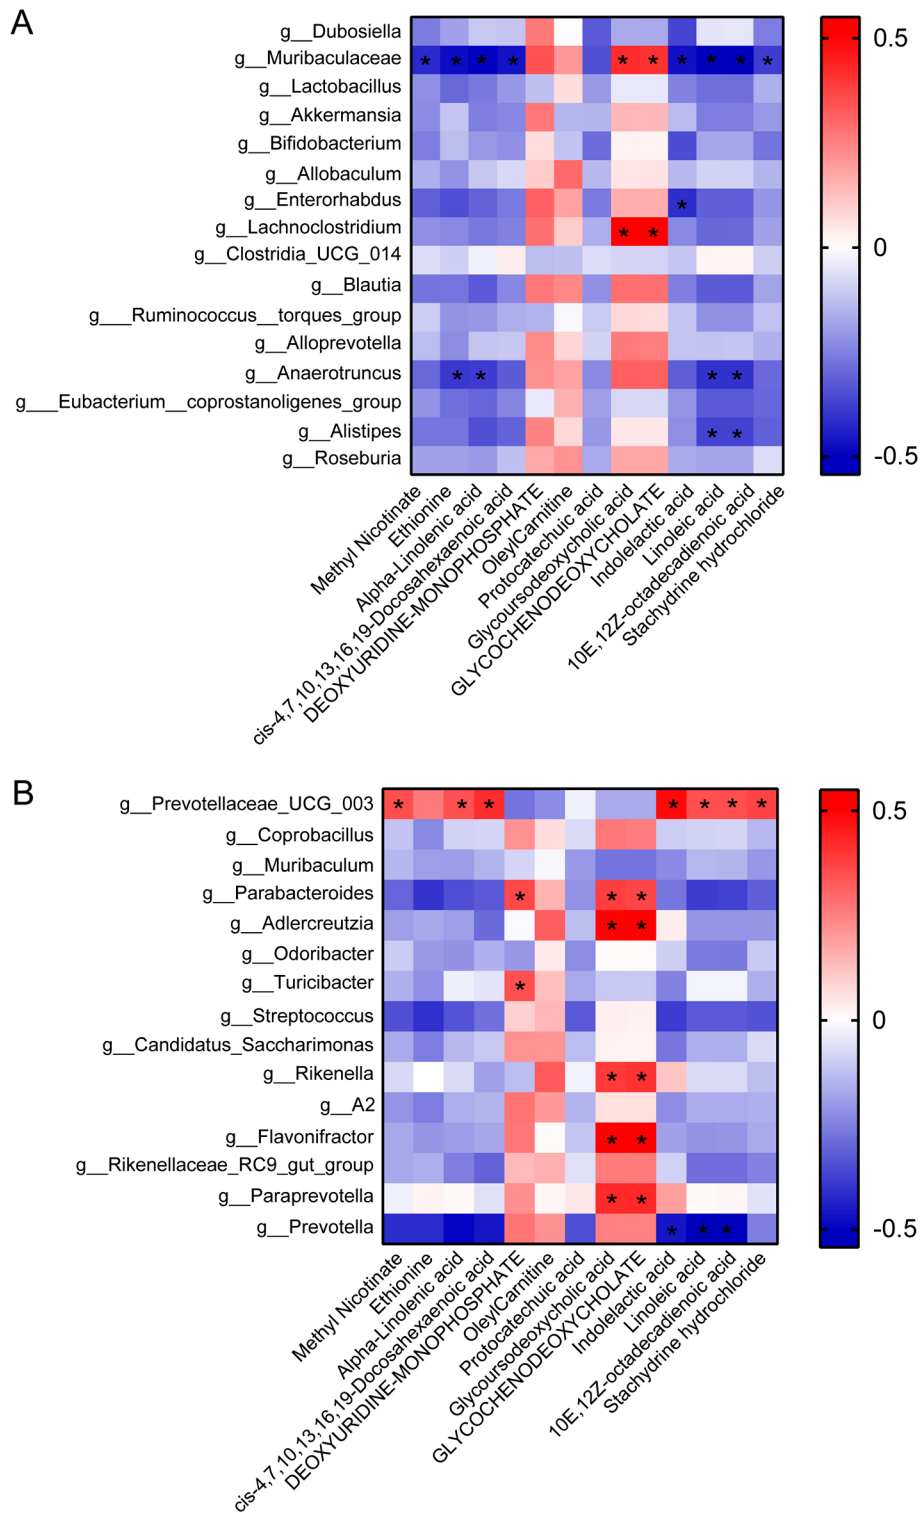 A
g__Dubosiella
g__Muribaculaceae
g__Lactobacillus
g__Akkermansia
g__Bifidobacterium
g__Allobaculum
g__Enterorhabdus
g__Lachnoclostridium
g__Clostridia_UCG_014
g__Blautia
g___Ruminococcus__torques_group
g__Alloprevotella
g__Anaerotruncus
g___Eubacterium__coprostanoligenes_group
g__Alistipes
g__Roseburia
* * * * * * * * * *
*
* *
* * * *
* *
0.5
0
-0.5
Methyl Nicotinate
Ethionine
Alpha-Linolenic acid
cis-4,7,10,13,16,19-Docosahexaenoic acid
DEOXYURIDINE-MONOPHOSPHATE
OleylCarnitine
Protocatechuic acid
Glycoursodeoxycholic acid
GLYCOCHENODEOXYCHOLATE
Indolelactic acid
Linoleic acid
10E,12Z-octadecadienoic acid
Stachydrine hydrochloride
B
g__Prevotellaceae_UCG_003
g__Coprobacillus
g__Muribaculum
g__Parabacteroides
g__Adlercreutzia
g__Odoribacter
g__Turicibacter
g__Streptococcus
g__Candidatus_Saccharimonas
g__Rikenella
g__A2
g__Flavonifractor
g__Rikenellaceae_RC9_gut_group
g__Paraprevotella
g__Prevotella
* * * * * * *
* * *
* *
*
* *
* *
* *
* * *
0.5
0
-0.5
Methyl Nicotinate
Ethionine
Alpha-Linolenic acid
cis-4,7,10,13,16,19-Docosahexaenoic acid
DEOXYURIDINE-MONOPHOSPHATE
OleylCarnitine
Protocatechuic acid
Glycoursodeoxycholic acid
GLYCOCHENODEOXYCHOLATE
Indolelactic acid
Linoleic acid
10E,12Z-octadecadienoic acid
Stachydrine hydrochloride